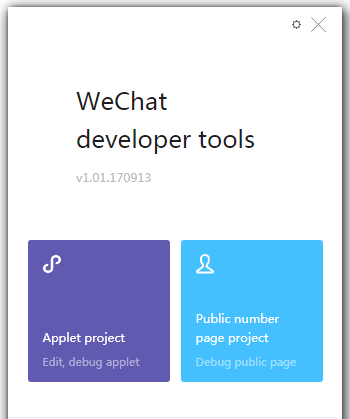 WeChat
developer tools
v1.01.170913
Applet project
Edit, debug applet
Public number
page project
Debug public page